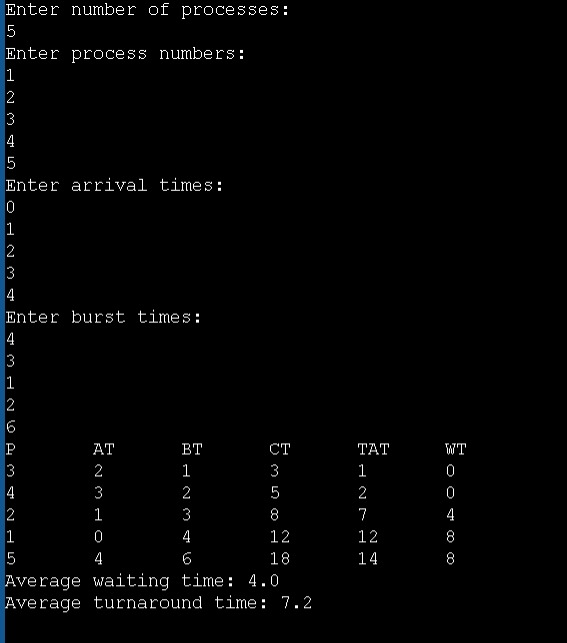 Enter number of processes:
5
Enter process numbers:
1
2
3
4
5
Enter arrival times:
0
1
2
3
4
Enter burst times:
4
3
1
2
6
P AT BT CT TAT WT
3 2 1 3 1 0
4 3 2 5 2 0
2 1 3 8 7 4
1 0 4 12 12 8
5 4 6 18 14 8
Average waiting time: 4.0
Average turnaround time: 7.2